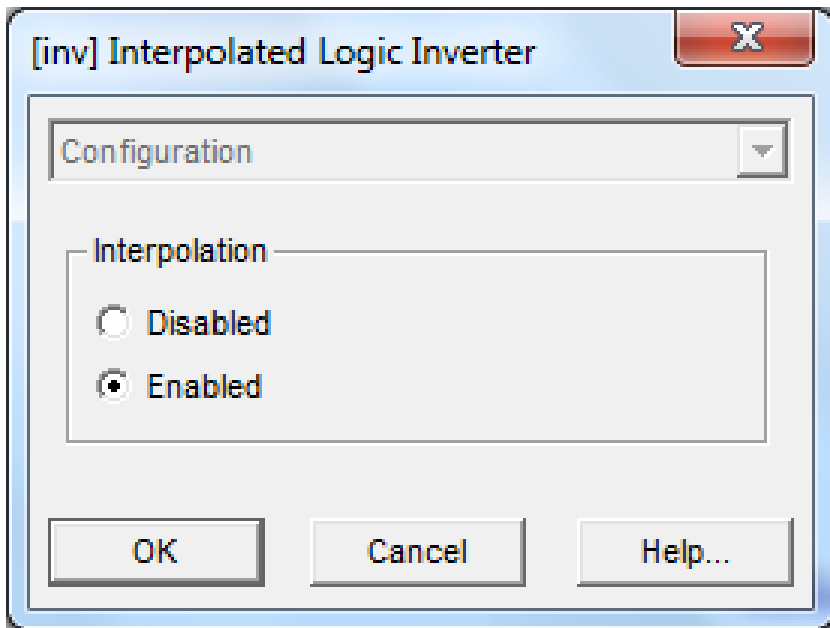 [inv] Interpolated Logic Inverter
Configuration
Interpolation
Disabled
Enabled
OK Cancel Help...